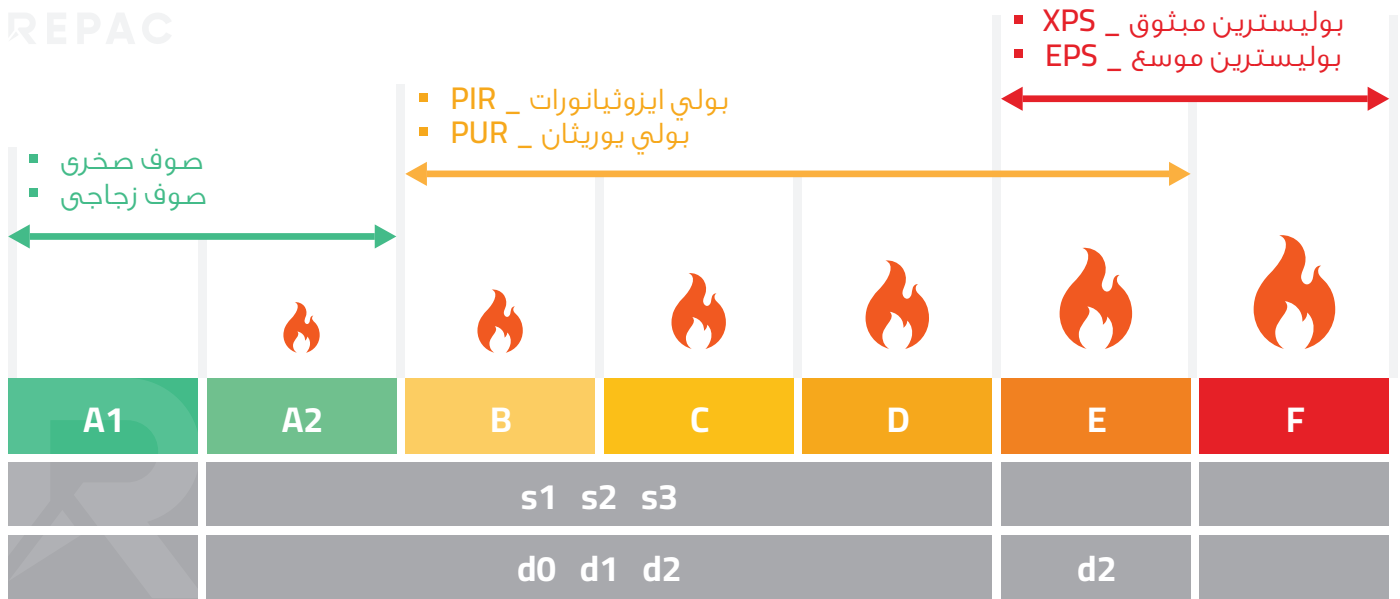 REPAC
بوليسترين مبثوق _ XPS
بوليسترين موسع _ EPS
بولي ايزوثيانورات _ PIR
بولي يوريثان _ PUR
صوف صخرى
صوف زجاجى
A1 A2 B C D E F
s1 s2 s3
d0 d1 d2 d2